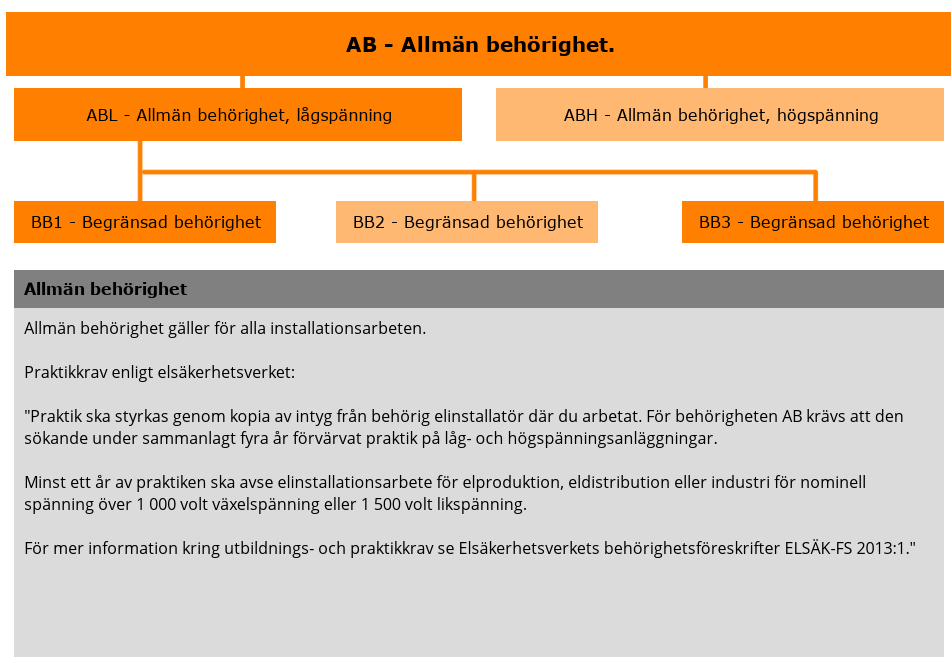 AB - Allmän behörighet.
ABL - Allmän behörighet, lågspänning
ABH - Allmän behörighet, högspänning
BB1 - Begränsad behörighet
BB2 - Begränsad behörighet
BB3 - Begränsad behörighet
Allmän behörighet
Allmän behörighet gäller för alla installationsarbeten.
Praktikkrav enligt elsäkerhetsverket:
"Praktik ska styrkas genom kopia av intyg från behörig elinstallatör där du arbetat. För behörigheten AB krävs att den
sökande under sammanlagt fyra år förvärvat praktik på låg- och högspänningsanläggningar.
Minst ett år av praktiken ska avse elinstallationsarbete för elproduktion, eldistribution eller industri för nominell
spänning över 1 000 volt växelspänning eller 1 500 volt likspänning.
För mer information kring utbildnings- och praktikkrav se Elsäkerhetsverkets behörighetsföreskrifter ELSÄK-FS 2013:1."